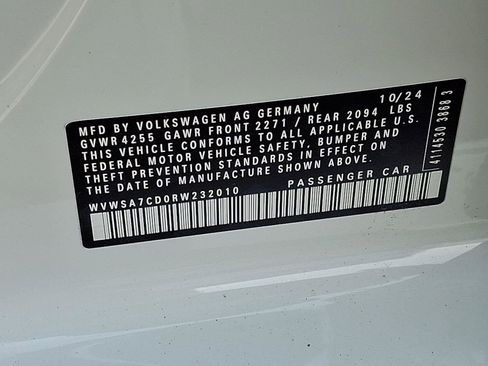 MFD BY VOLKSWAGEN AG GERMANY 10/24
GVWR 4255 GAWR FRONT 2271 / REAR 2094 LBS
THIS VEHICLE CONFORMS TO ALL APPLICABLE U.S.
FEDERAL MOTOR VEHICLE SAFETY, BUMPER AND
THEFT PREVENTION STANDARDS IN EFFECT ON
THE DATE OF MANUFACTURE SHOWN ABOVE.
WVWSA7CD0RW232010 PASSENGER CAR
4114530 3868 3